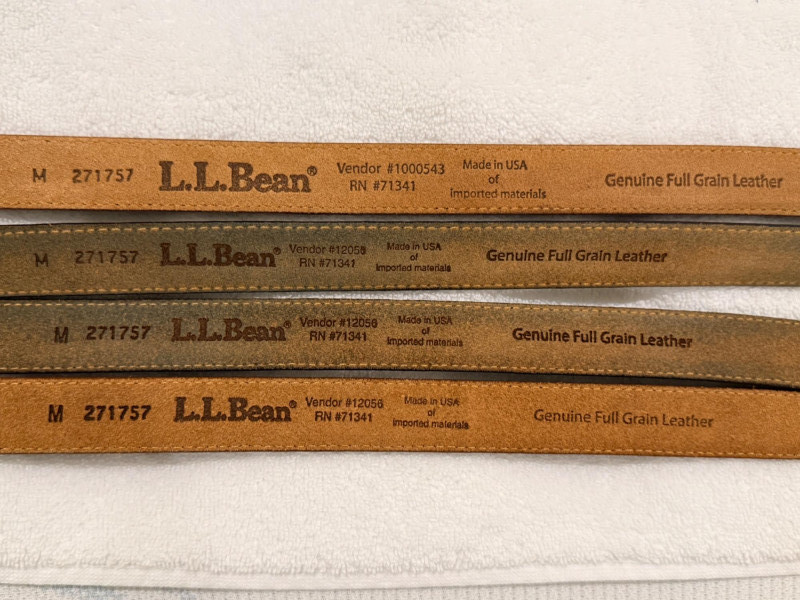 M 271757 L.L.Bean® Vendor #1000543 Made in USA Genuine Full Grain Leather
RN #71341 of
Imported materials
M 271757 L.L.Bean® Vendor #12056 Made in USA Genuine Full Grain Leather
RN #71341 of
Imported materials
M 271757 L.L.Bean® Vendor #12056 Made in USA Genuine Full Grain Leather
RN #71341 of
Imported materials
M 271757 L.L.Bean® Vendor #12056 Made in USA Genuine Full Grain Leather
RN #71341 of
Imported materials